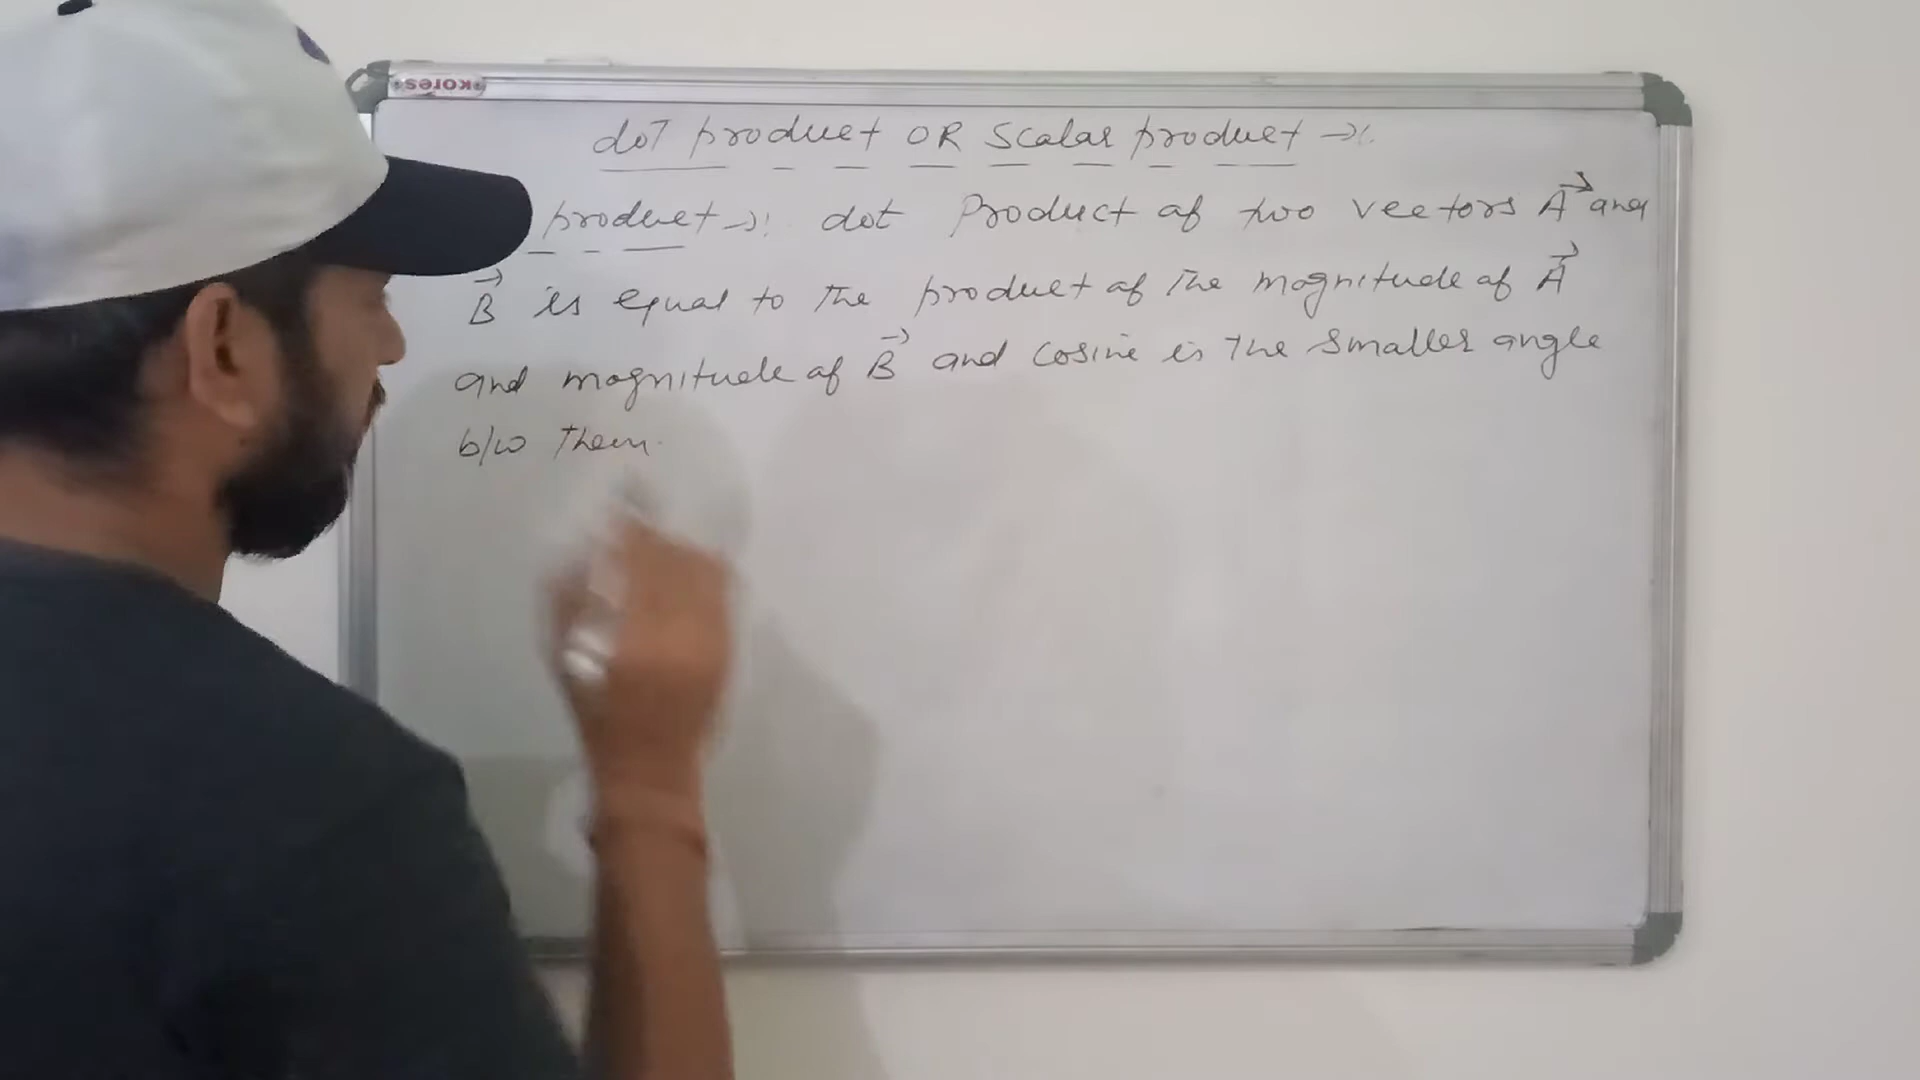 kores
doT product OR Scalar product →:
product →: dot Product of two vectors A→ and
B→ is equal to The product of The magnitude of A→
and magnitude of B→ and cosine is The smaller angle
b/w Them.